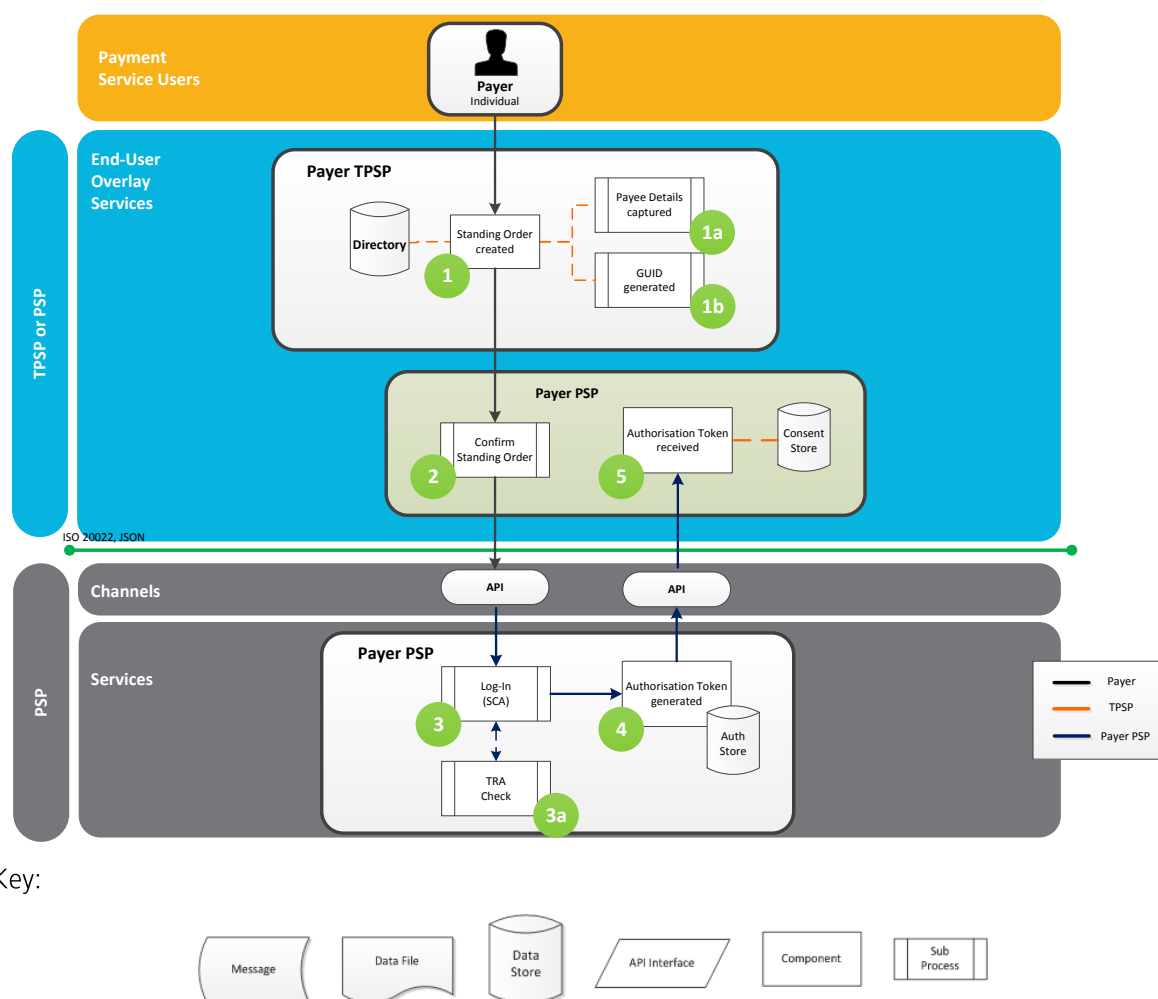 Payment
Service Users
Payer
Individual
TPSP or PSP
End-User
Overlay
Services
Payer TPSP
Directory
Standing Order
created
1
Payee Details
captured
1a
GUID
generated
1b
Payer PSP
Confirm
Standing Order
2
Authorisation Token
received
5
Consent
Store
ISO 20022, JSON
PSP
Channels
API
API
Services
Payer PSP
Log-In
(SCA)
3
Authorisation Token
generated
4
Auth
Store
TRA
Check
3a
Payer
TPSP
Payer PSP
Key:
Message
Data File
Data
Store
API Interface
Component
Sub
Process